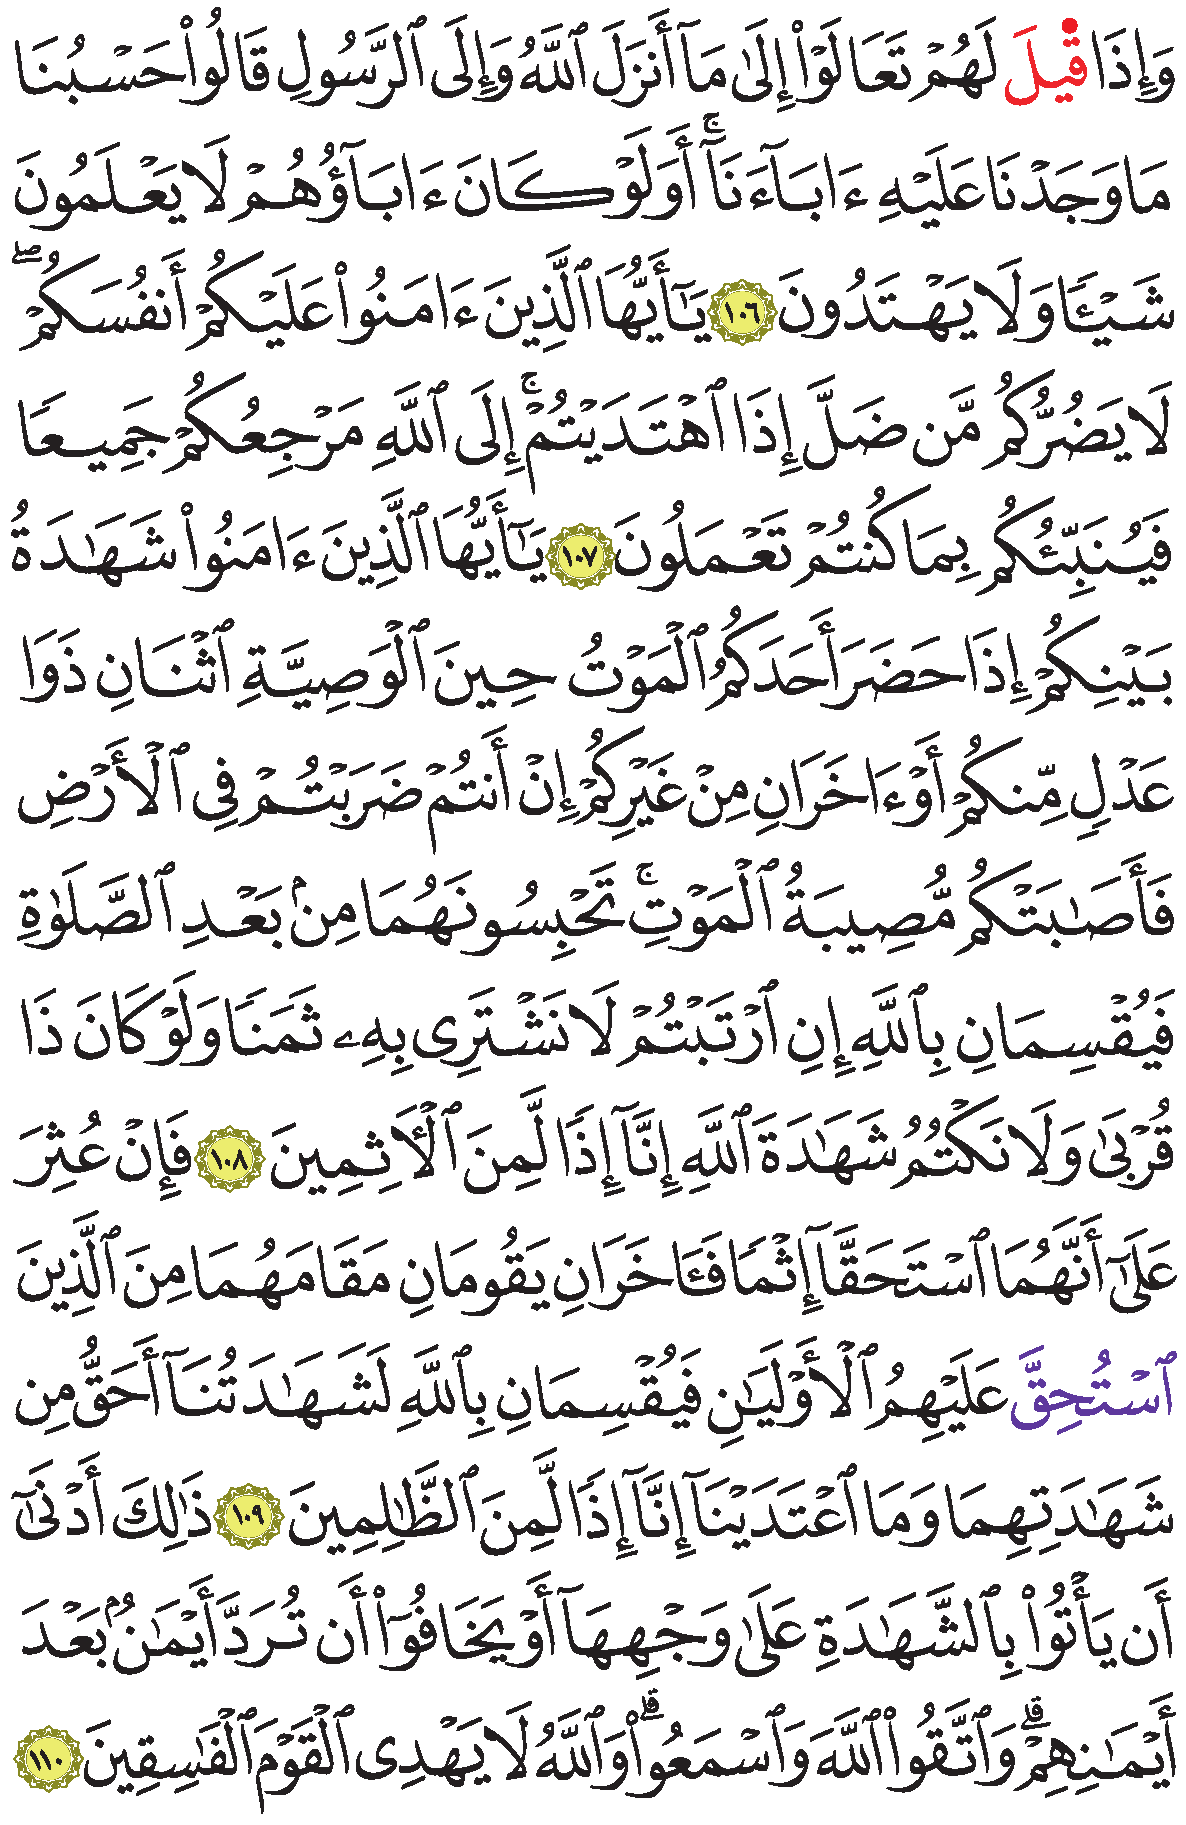 وَإِذَا قِيلَ لَهُمْ تَعَالَوْا۟ إِلَىٰ مَآ أَنزَلَ ٱللَّهُ وَإِلَى ٱلرَّسُولِ قَالُوا۟ حَسْبُنَا
مَا وَجَدْنَا عَلَيْهِ ءَابَآءَنَآ ۚ أَوَلَوْ كَانَ ءَابَآؤُهُمْ لَا يَعْلَمُونَ
شَيْـًٔا وَلَا يَهْتَدُونَ ١٠٦ يَـٰٓأَيُّهَا ٱلَّذِينَ ءَامَنُوا۟ عَلَيْكُمْ أَنفُسَكُمْ ۖ
لَا يَضُرُّكُم مَّن ضَلَّ إِذَا ٱهْتَدَيْتُمْ ۚ إِلَى ٱللَّهِ مَرْجِعُكُمْ جَمِيعًا
فَيُنَبِّئُكُم بِمَا كُنتُمْ تَعْمَلُونَ ١٠٧ يَـٰٓأَيُّهَا ٱلَّذِينَ ءَامَنُوا۟ شَهَـٰدَةُ
بَيْنِكُمْ إِذَا حَضَرَ أَحَدَكُمُ ٱلْمَوْتُ حِينَ ٱلْوَصِيَّةِ ٱثْنَانِ ذَوَا
عَدْلٍ مِّنكُمْ أَوْ ءَاخَرَانِ مِنْ غَيْرِكُمْ إِنْ أَنتُمْ ضَرَبْتُمْ فِى ٱلْأَرْضِ
فَأَصَـٰبَتْكُم مُّصِيبَةُ ٱلْمَوْتِ ۚ تَحْبِسُونَهُمَا مِنۢ بَعْدِ ٱلصَّلَوٰةِ
فَيُقْسِمَانِ بِٱللَّهِ إِنِ ٱرْتَبْتُمْ لَا نَشْتَرِى بِهِۦ ثَمَنًا وَلَوْ كَانَ ذَا
قُرْبَىٰ وَلَا نَكْتُمُ شَهَـٰدَةَ ٱللَّهِ إِنَّآ إِذًا لَّمِنَ ٱلْـَٔاثِمِينَ ١٠٨ فَإِنْ عُثِرَ
عَلَىٰٓ أَنَّهُمَا ٱسْتَحَقَّآ إِثْمًا فَـَٔاخَرَانِ يَقُومَانِ مَقَامَهُمَا مِنَ ٱلَّذِينَ
ٱسْتُحِقَّ عَلَيْهِمُ ٱلْأَوْلَيَـٰنِ فَيُقْسِمَانِ بِٱللَّهِ لَشَهَـٰدَتُنَآ أَحَقُّ مِن
شَهَـٰدَتِهِمَا وَمَا ٱعْتَدَيْنَآ إِنَّآ إِذًا لَّمِنَ ٱلظَّـٰلِمِينَ ١٠٩ ذَٰلِكَ أَدْنَىٰٓ
أَن يَأْتُوا۟ بِٱلشَّهَـٰدَةِ عَلَىٰ وَجْهِهَآ أَوْ يَخَافُوٓا۟ أَن تُرَدَّ أَيْمَـٰنٌۢ بَعْدَ
أَيْمَـٰنِهِمْ ۗ وَٱتَّقُوا۟ ٱللَّهَ وَٱسْمَعُوا۟ ۗ وَٱللَّهُ لَا يَهْدِى ٱلْقَوْمَ ٱلْفَـٰسِقِينَ ١١٠